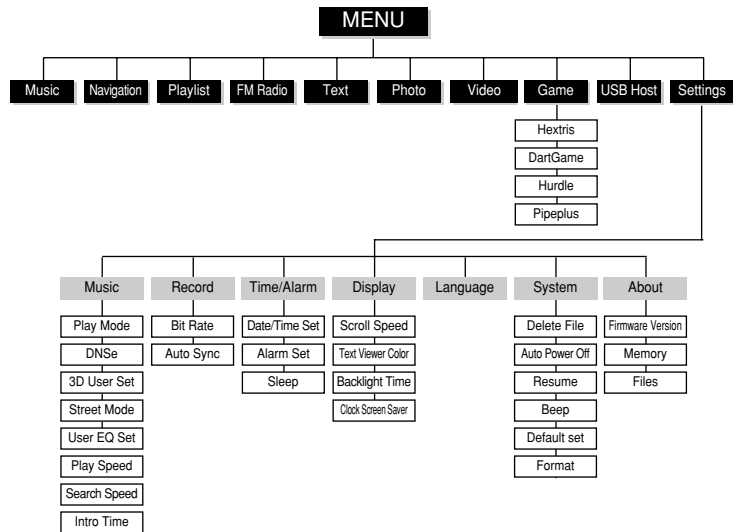 MENU
Music Navigation Playlist FM Radio Text Photo Video Game USB Host Settings
Hextris
DartGame
Hurdle
Pipeplus
Music Record Time/Alarm Display Language System About
Play Mode Bit Rate Date/Time Set Scroll Speed Delete File Firmware Version
DNSe Auto Sync Alarm Set Text Viewer Color Auto Power Off Memory
3D User Set Sleep Backlight Time Resume Files
Street Mode Clock Screen Saver Beep
User EQ Set Default set
Play Speed Format
Search Speed
Intro Time